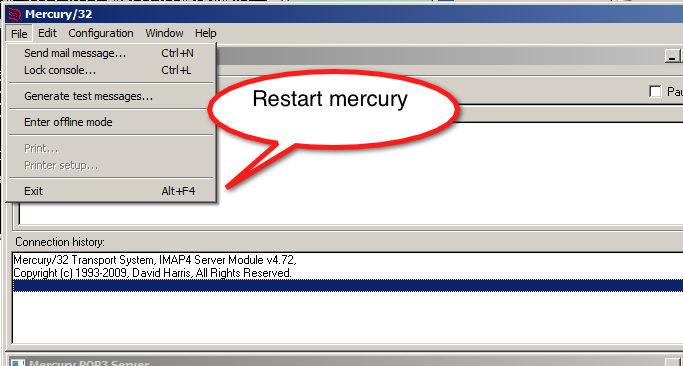 Mercury/32
File Edit Configuration Window Help
Send mail message... Ctrl+N
Lock console... Ctrl+L
Generate test messages...
Enter offline mode
Print...
Printer setup...
Exit Alt+F4
Restart mercury
Connection history:
Mercury/32 Transport System, IMAP4 Server Module v4.72,
Copyright (c) 1993-2009, David Harris, All Rights Reserved.
Mercury POP3 Server